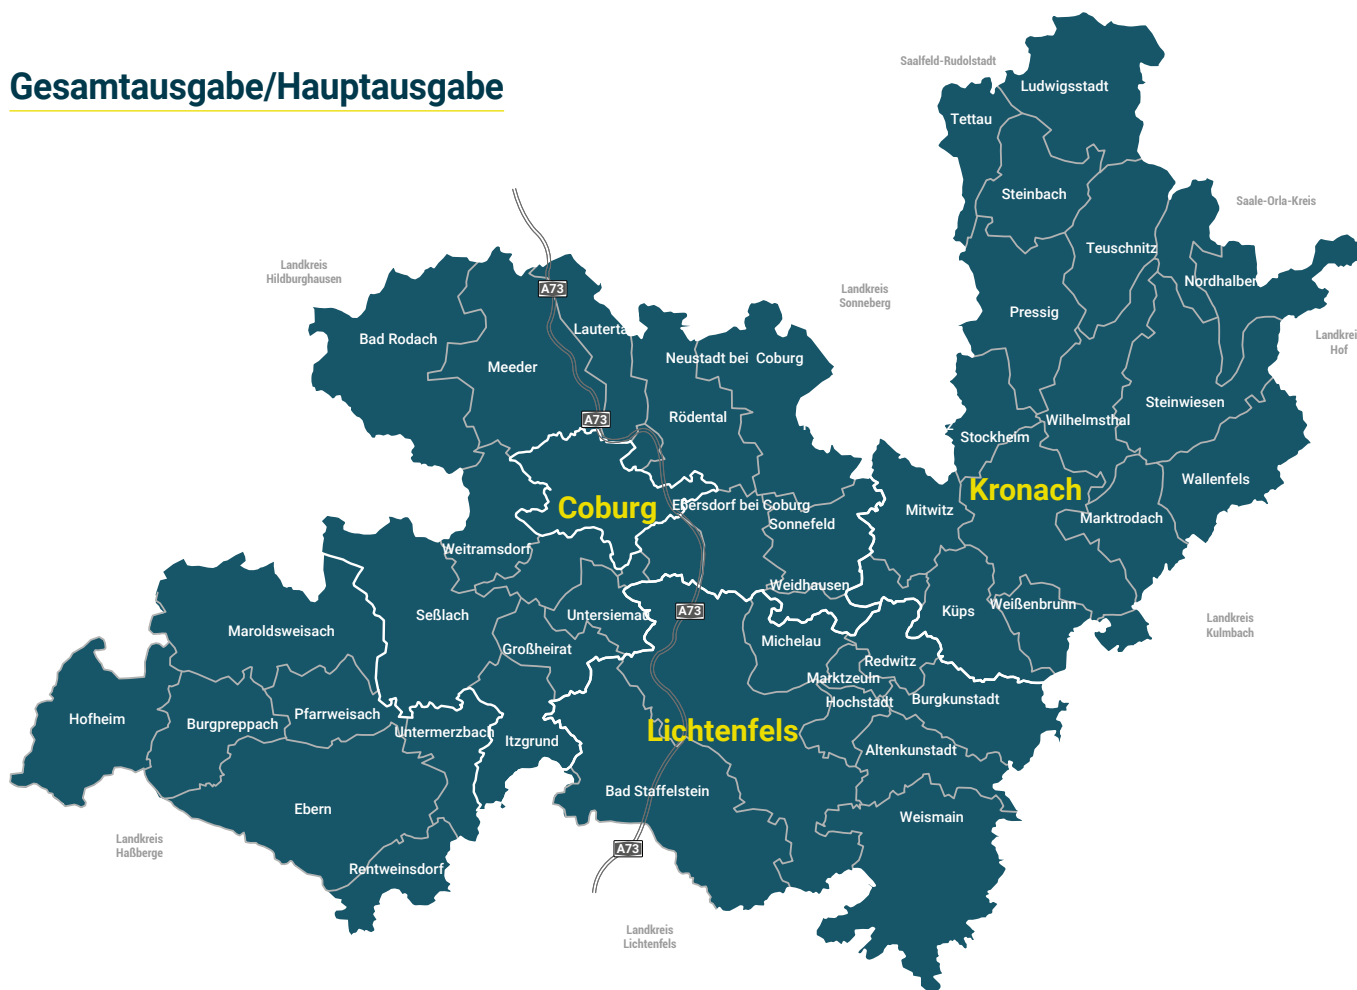 Gesamtausgabe/Hauptausgabe
Saalfeld-Rudolstadt
Ludwigsstadt
Tettau
Steinbach
Saale-Orla-Kreis
Teuschnitz
Landkreis
Hildburghausen
Nordhalben
Landkreis
Sonneberg
A73
Pressig
Lauterta
Bad Rodach
Landkrei
Hof
Neustadt bei Coburg
Meeder
Steinwiesen
A73
Rödental
Wilhelmsthal
Stockheim
Wallenfels
Kronach
Coburg
Ebersdorf bei Coburg
Mitwitz
Marktrodach
Sonnefeld
Weitramsdorf
Weidhausen
Weißenbrunn
Küps
A73
Seßlach
Untersiemau
Landkreis
Kulmbach
Maroldsweisach
Michelau
Großheirat
Redwitz
Marktzeuln
Burgkunstadt
Hochstadt
Pfarrweisach
Hofheim
Burgpreppach
Untermerzbach
Lichtenfels
Itzgrund
Altenkunstadt
Bad Staffelstein
Ebern
Weismain
Landkreis
Haßberge
A73
Rentweinsdorf
Landkreis
Lichtenfels